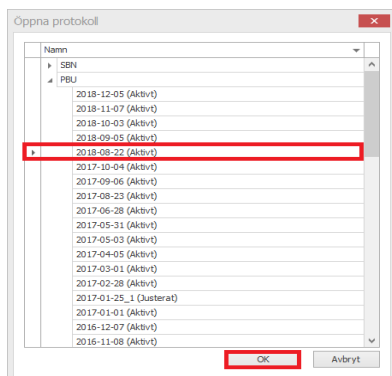 Öppna protokoll
Namn
SBN
PBU
2018-12-05 (Aktivt)
2018-11-07 (Aktivt)
2018-10-03 (Aktivt)
2018-09-05 (Aktivt)
2018-08-22 (Aktivt)
2017-10-04 (Aktivt)
2017-09-06 (Aktivt)
2017-08-23 (Aktivt)
2017-06-28 (Aktivt)
2017-05-31 (Aktivt)
2017-05-03 (Aktivt)
2017-04-05 (Aktivt)
2017-03-01 (Aktivt)
2017-02-28 (Aktivt)
2017-01-25_1 (Justerat)
2017-01-01 (Aktivt)
2016-12-07 (Aktivt)
2016-11-08 (Aktivt)
OK Avbryt